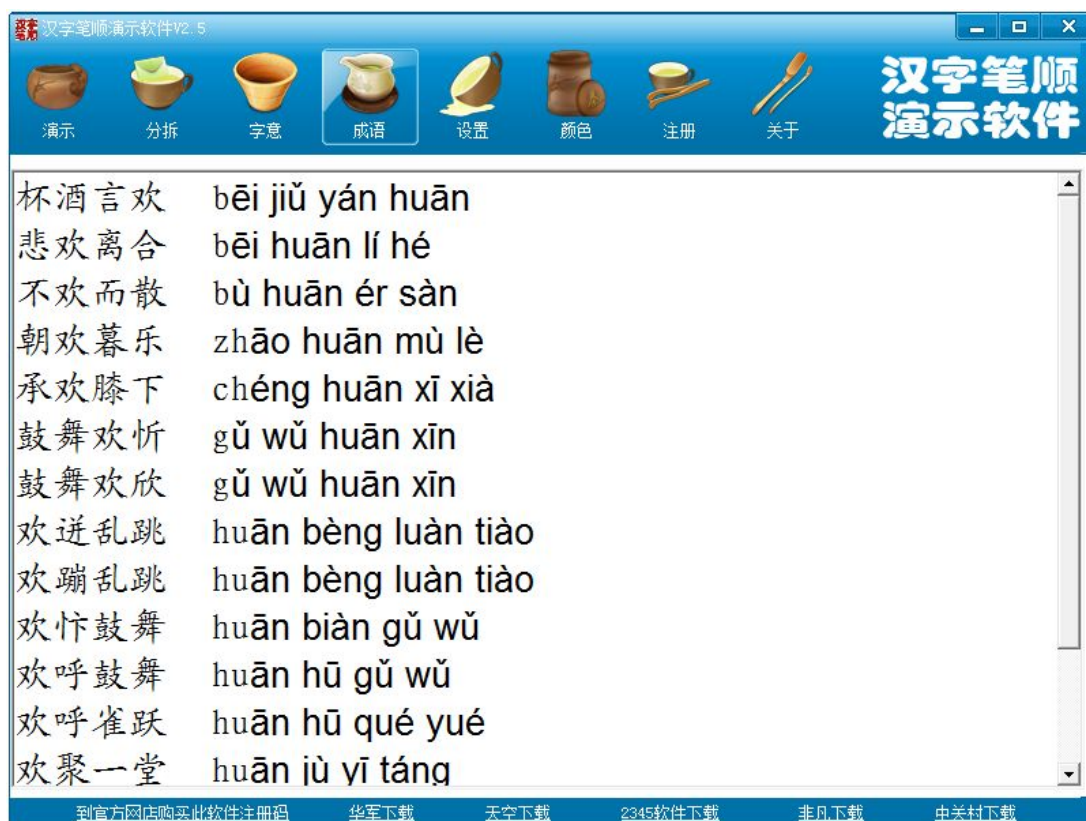 汉字笔顺演示软件V2.5
演示 分拆 字意 成语 设置 颜色 注册 关于
汉字笔顺
演示软件
杯酒言欢 bēi jiǔ yán huān
悲欢离合 bēi huān lí hé
不欢而散 bù huān ér sàn
朝欢暮乐 zhāo huān mù lè
承欢膝下 chéng huān xī xià
鼓舞欢忻 gǔ wǔ huān xīn
鼓舞欢欣 gǔ wǔ huān xīn
欢迸乱跳 huān bèng luàn tiào
欢蹦乱跳 huān bèng luàn tiào
欢忭鼓舞 huān biàn gǔ wǔ
欢呼鼓舞 huān hū gǔ wǔ
欢呼雀跃 huān hū qué yué
欢聚一堂 huān jù yī táng
到官方网店购买此软件注册码 华军下载 天空下载 2345软件下载 非凡下载 中关村下载